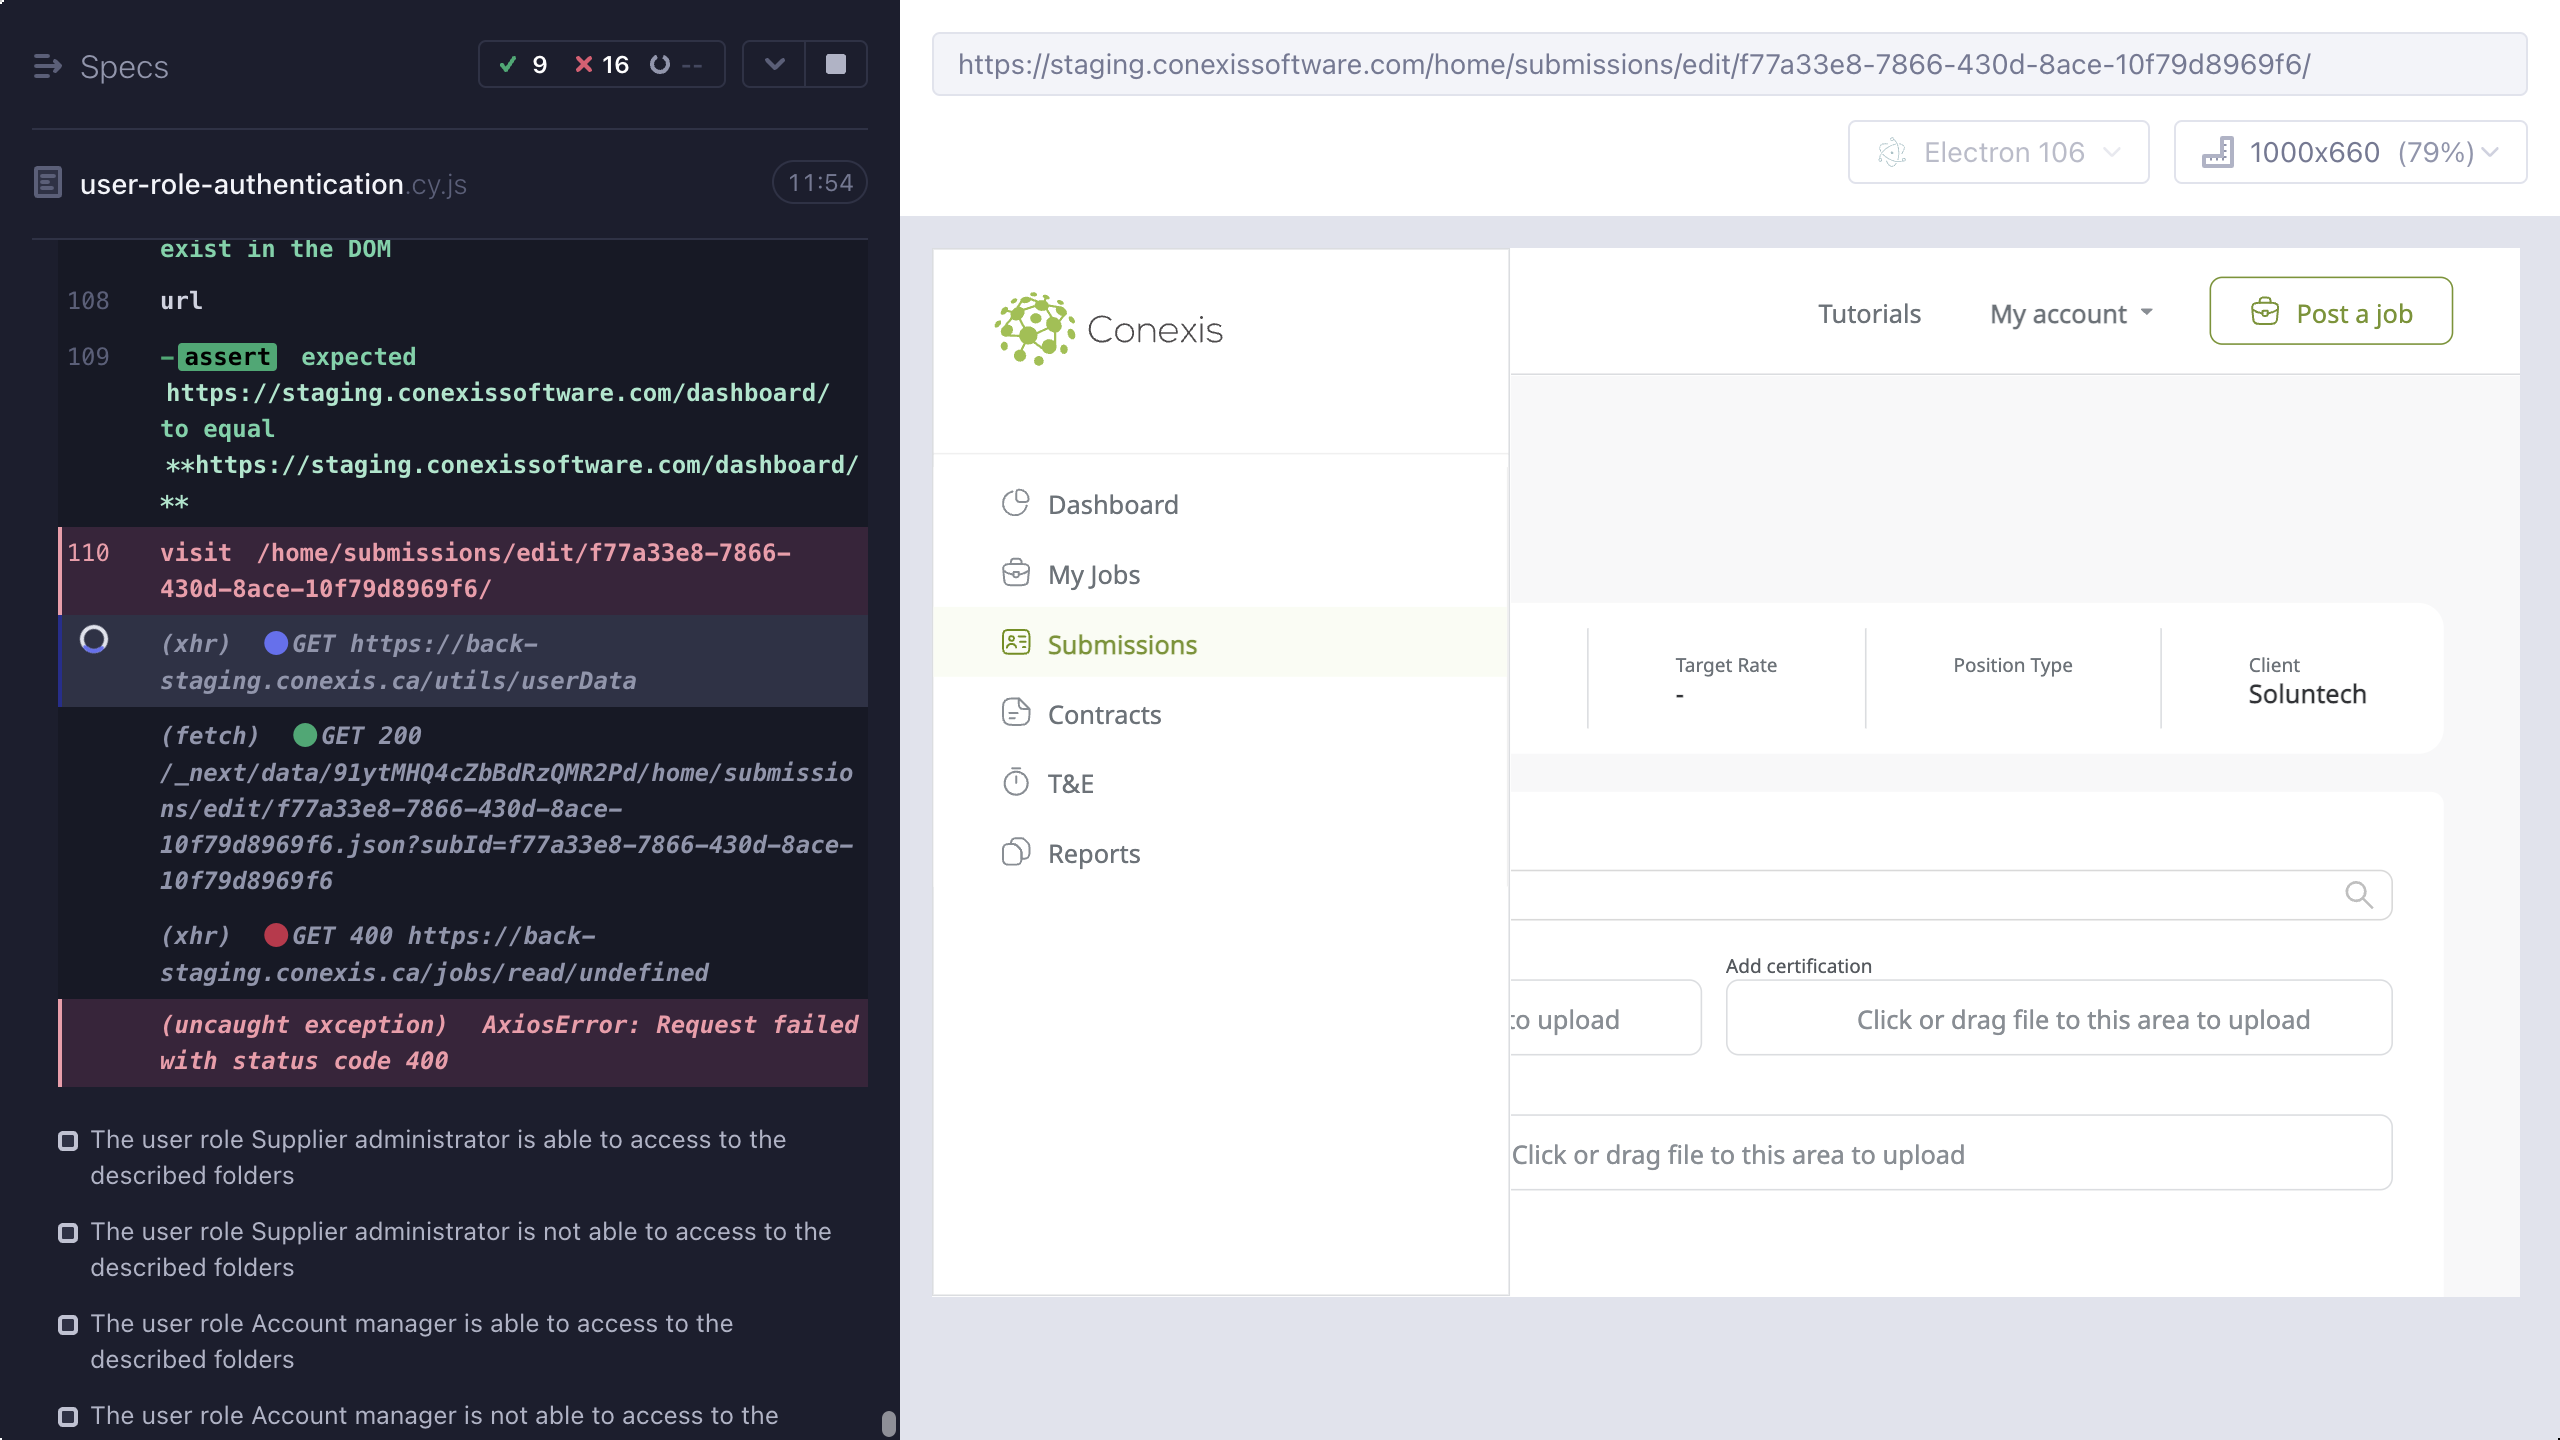 Specs
9 16 --
user-role-authentication.cy.js
11:54
exist in the DOM
108 url
109 -assert expected
https://staging.conexissoftware.com/dashboard/
to equal
**https://staging.conexissoftware.com/dashboard/
**
110 visit /home/submissions/edit/f77a33e8-7866-
430d-8ace-10f79d8969f6/
(xhr) GET https://back-
staging.conexis.ca/utils/userData
(fetch) GET 200
/_next/data/91ytMHQ4cZbBdRzQMR2Pd/home/submissio
ns/edit/f77a33e8-7866-430d-8ace-
10f79d8969f6.json?subId=f77a33e8-7866-430d-8ace-
10f79d8969f6
(xhr) GET 400 https://back-
staging.conexis.ca/jobs/read/undefined
(uncaught exception) AxiosError: Request failed
with status code 400
The user role Supplier administrator is able to access to the
described folders
The user role Supplier administrator is not able to access to the
described folders
The user role Account manager is able to access to the
described folders
The user role Account manager is not able to access to the
https://staging.conexissoftware.com/home/submissions/edit/f77a33e8-7866-430d-8ace-10f79d8969f6/
Electron 106
1000x660 (79%)
Conexis
Tutorials
My account
Post a job
Dashboard
My Jobs
Submissions
Contracts
T&E
Reports
Target Rate
-
Position Type
Client
Soluntech
Add certification
to upload
Click or drag file to this area to upload
Click or drag file to this area to upload